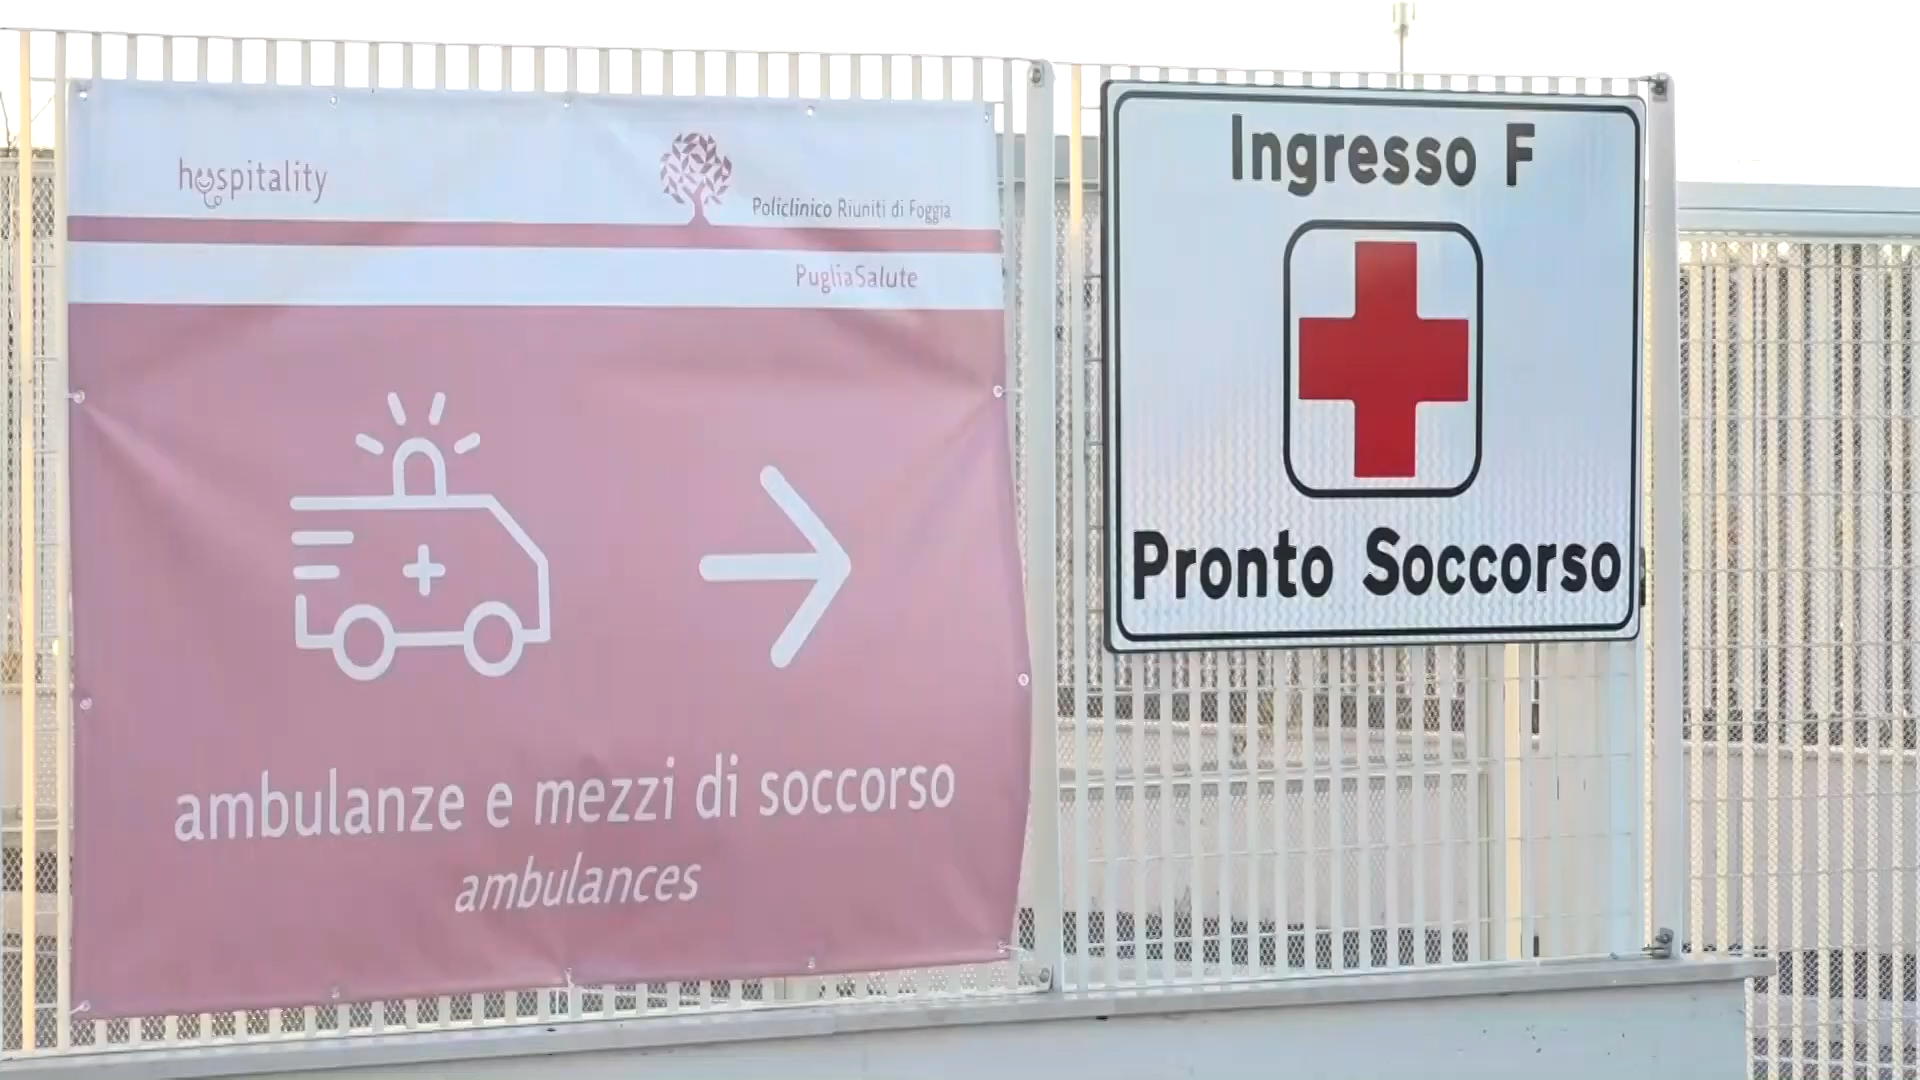 hospitality
Policlinico Riuniti di Foggia
PugliaSalute
ambulanze e mezzi di soccorso
ambulances
Ingresso F
Pronto Soccorso